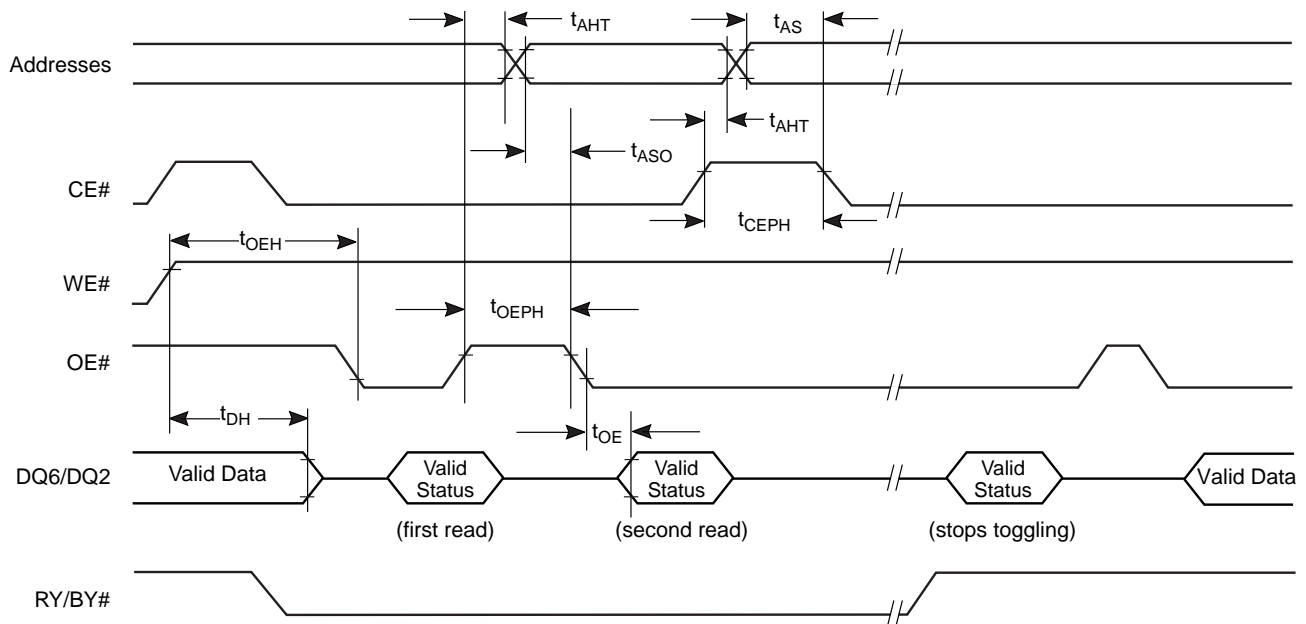 tAHT
tAS
Addresses
tAHT
tASO
CE#
tCEPH
tOEH
WE#
tOEPH
OE#
tDH
tOE
DQ6/DQ2
Valid Data
Valid
Status
Valid
Status
Valid
Status
Valid Data
(first read)
(second read)
(stops toggling)
RY/BY#